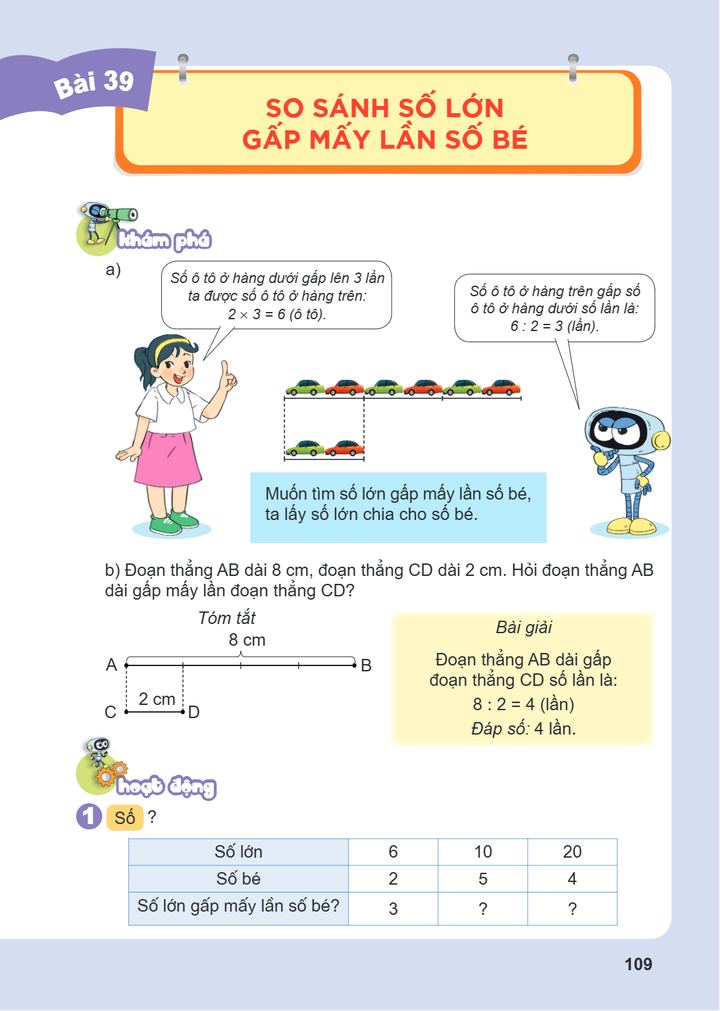 Bài 39
SO SÁNH SỐ LỚN
GẤP MẤY LẦN SỐ BÉ
khám phá
a)
Số ô tô ở hàng dưới gấp lên 3 lần
ta được số ô tô ở hàng trên:
2 × 3 = 6 (ô tô).
Số ô tô ở hàng trên gấp số
ô tô ở hàng dưới số lần là:
6 : 2 = 3 (lần).
Muốn tìm số lớn gấp mấy lần số bé,
ta lấy số lớn chia cho số bé.
b) Đoạn thẳng AB dài 8 cm, đoạn thẳng CD dài 2 cm. Hỏi đoạn thẳng AB
dài gấp mấy lần đoạn thẳng CD?
Tóm tắt
8 cm
A B
2 cm
C D
Bài giải
Đoạn thẳng AB dài gấp
đoạn thẳng CD số lần là:
8 : 2 = 4 (lần)
Đáp số: 4 lần.
hoạt động
1 Số ?
Số lớn 6 10 20
Số bé 2 5 4
Số lớn gấp mấy lần số bé? 3 ? ?
109